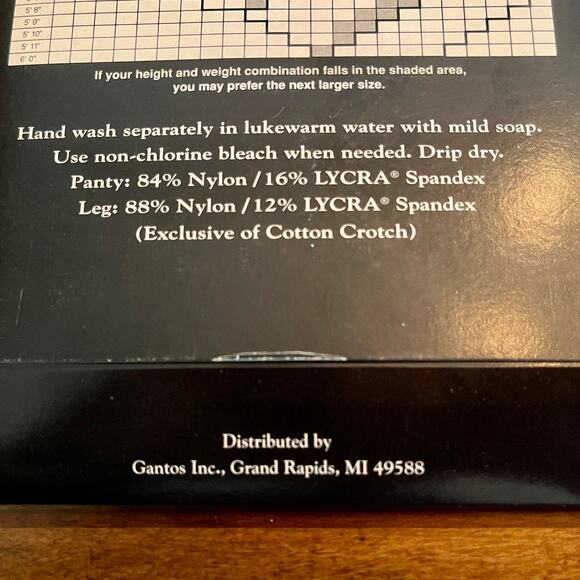 5' 8"
5' 9"
5' 10"
5' 11"
6' 0"
If your height and weight combination falls in the shaded area,
you may prefer the next larger size.
Hand wash separately in lukewarm water with mild soap.
Use non-chlorine bleach when needed. Drip dry.
Panty: 84% Nylon / 16% LYCRA® Spandex
Leg: 88% Nylon / 12% LYCRA® Spandex
(Exclusive of Cotton Crotch)
Distributed by
Gantos Inc., Grand Rapids, MI 49588